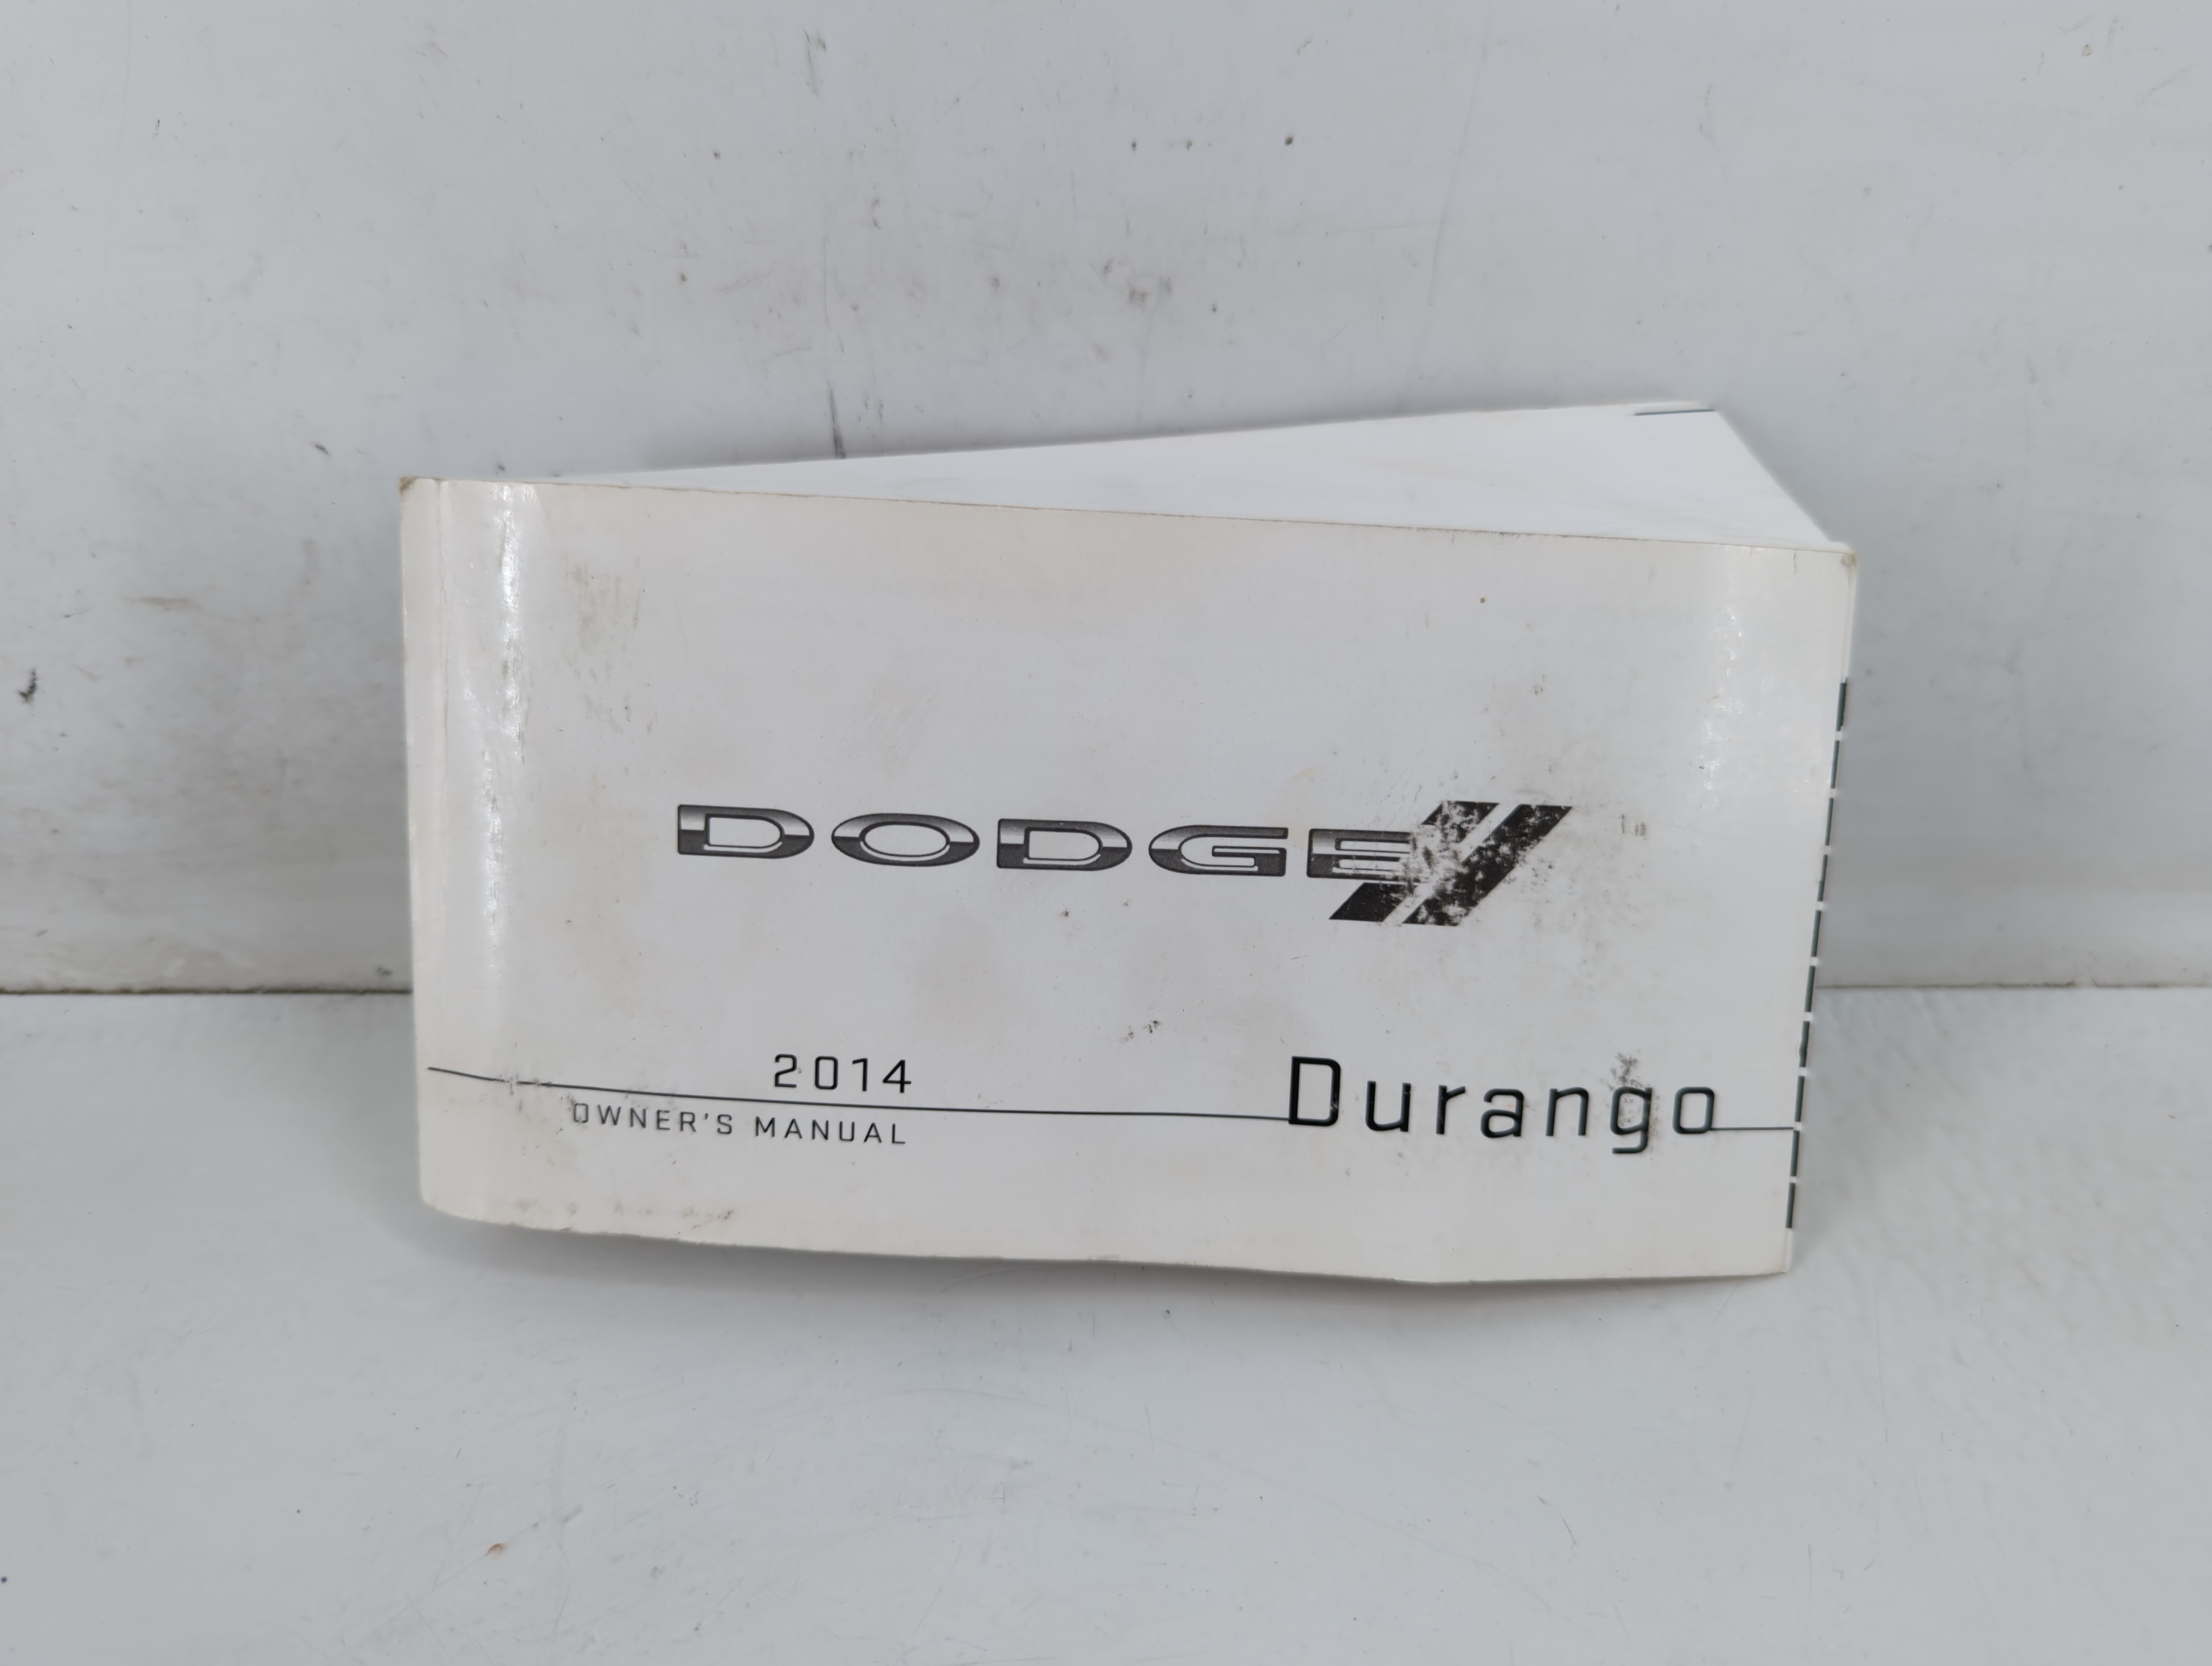 DODGE
2014
OWNER'S MANUAL
Durango